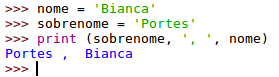 >>> nome = 'Bianca'
>>> sobrenome = 'Portes'
>>> print (sobrenome, ', ', nome)
Portes ,  Bianca
>>>